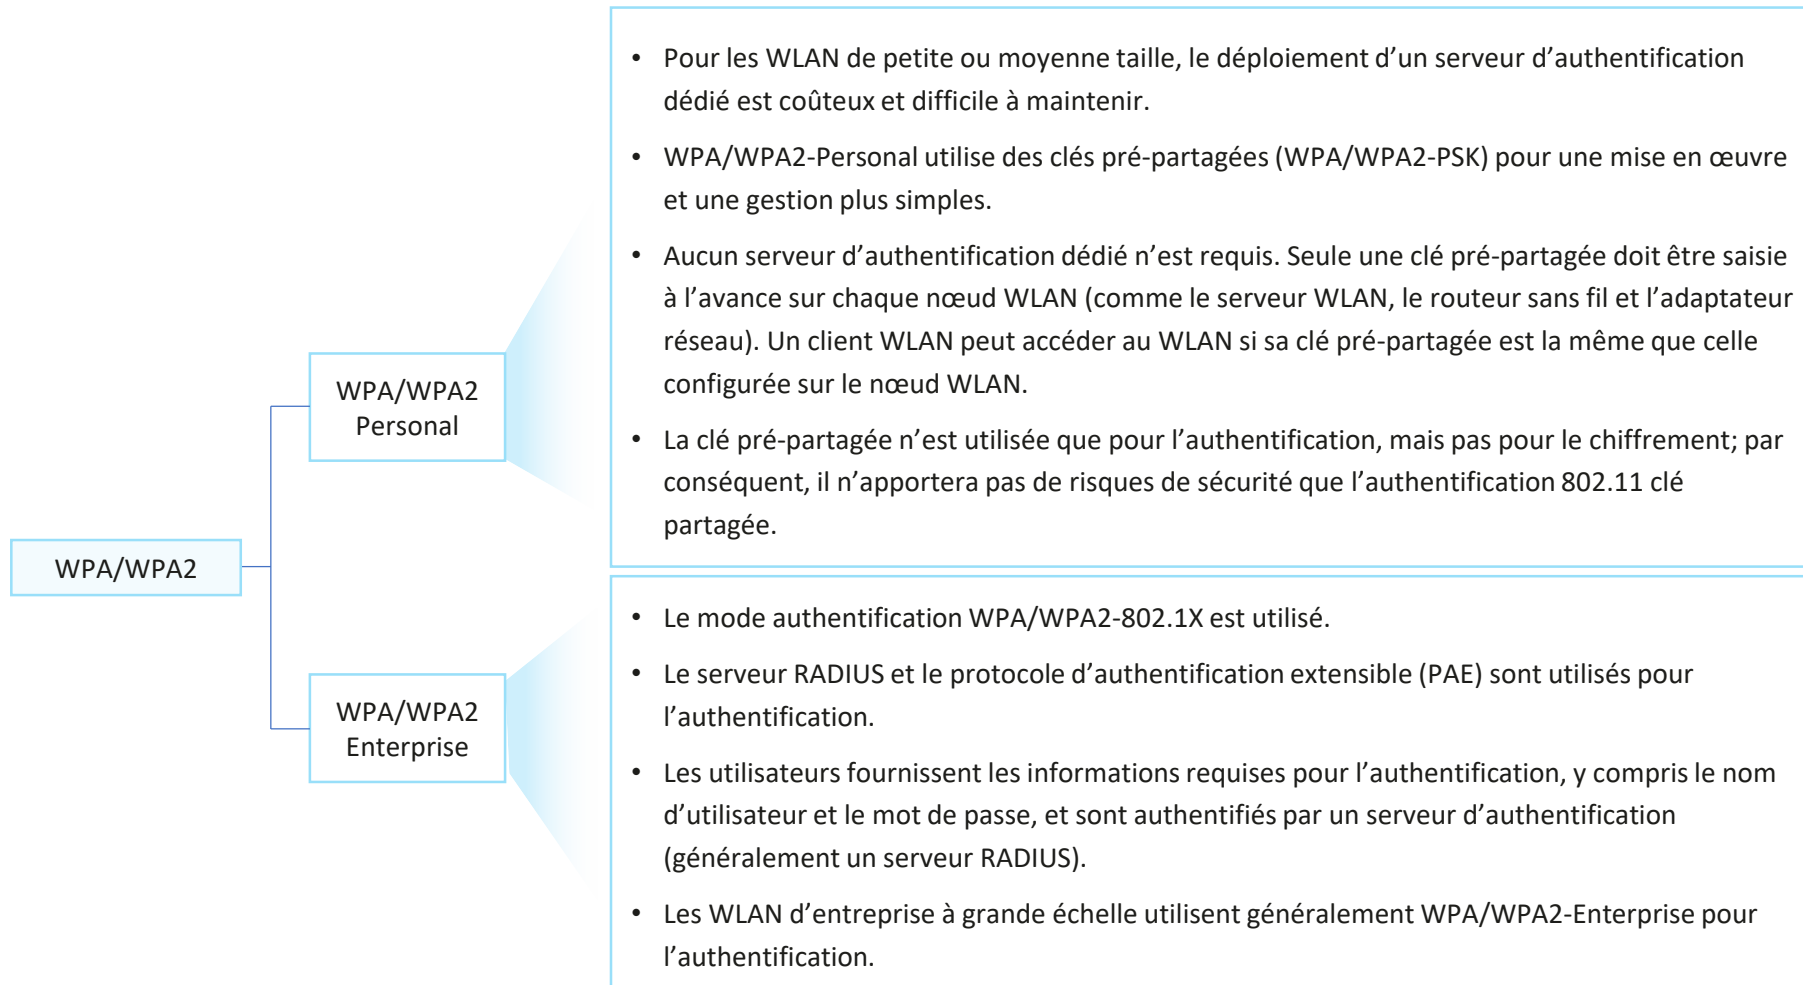 • Pour les WLAN de petite ou moyenne taille, le déploiement d’un serveur d’authentification
dédié est coûteux et difficile à maintenir.
• WPA/WPA2-Personal utilise des clés pré-partagées (WPA/WPA2-PSK) pour une mise en œuvre
et une gestion plus simples.
• Aucun serveur d’authentification dédié n’est requis. Seule une clé pré-partagée doit être saisie
à l’avance sur chaque nœud WLAN (comme le serveur WLAN, le routeur sans fil et l’adaptateur
réseau). Un client WLAN peut accéder au WLAN si sa clé pré-partagée est la même que celle
configurée sur le nœud WLAN.
• La clé pré-partagée n’est utilisée que pour l’authentification, mais pas pour le chiffrement; par
conséquent, il n’apportera pas de risques de sécurité que l’authentification 802.11 clé
partagée.
WPA/WPA2
Personal
WPA/WPA2
WPA/WPA2
Enterprise
• Le mode authentification WPA/WPA2-802.1X est utilisé.
• Le serveur RADIUS et le protocole d’authentification extensible (PAE) sont utilisés pour
l’authentification.
• Les utilisateurs fournissent les informations requises pour l’authentification, y compris le nom
d’utilisateur et le mot de passe, et sont authentifiés par un serveur d’authentification
(généralement un serveur RADIUS).
• Les WLAN d’entreprise à grande échelle utilisent généralement WPA/WPA2-Enterprise pour
l’authentification.